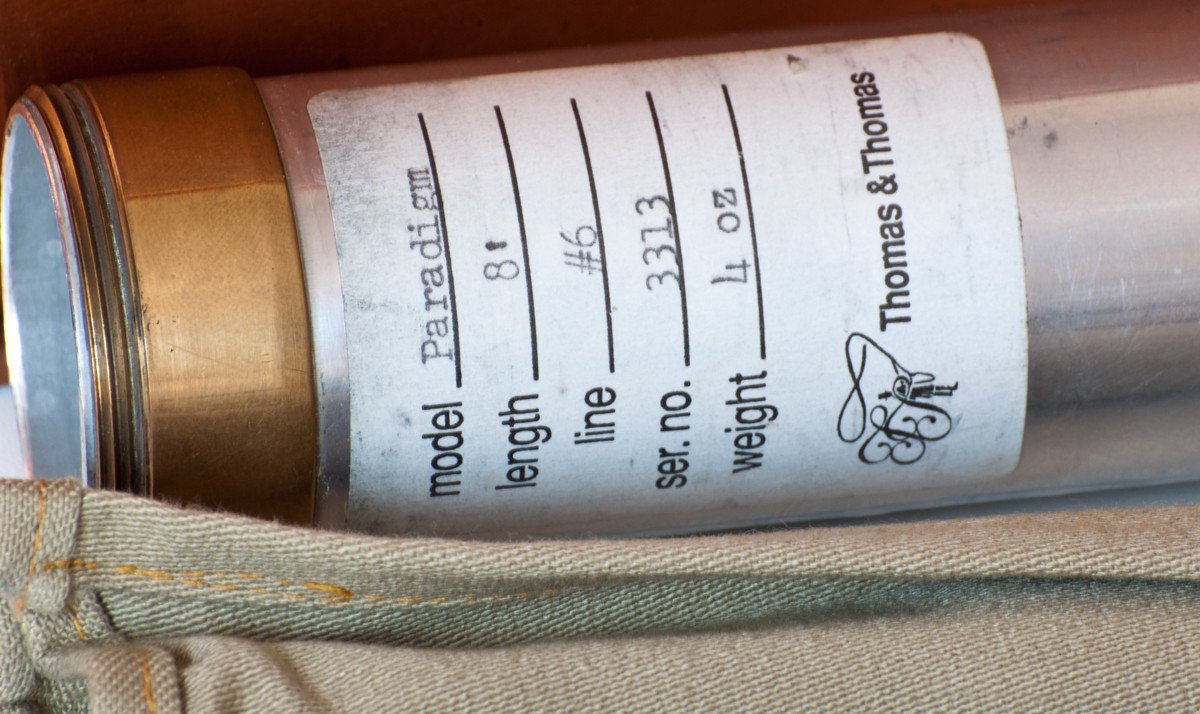 model Paradigm
length 8'
line #6
ser. no. 3313
weight 4 oz
Thomas & Thomas